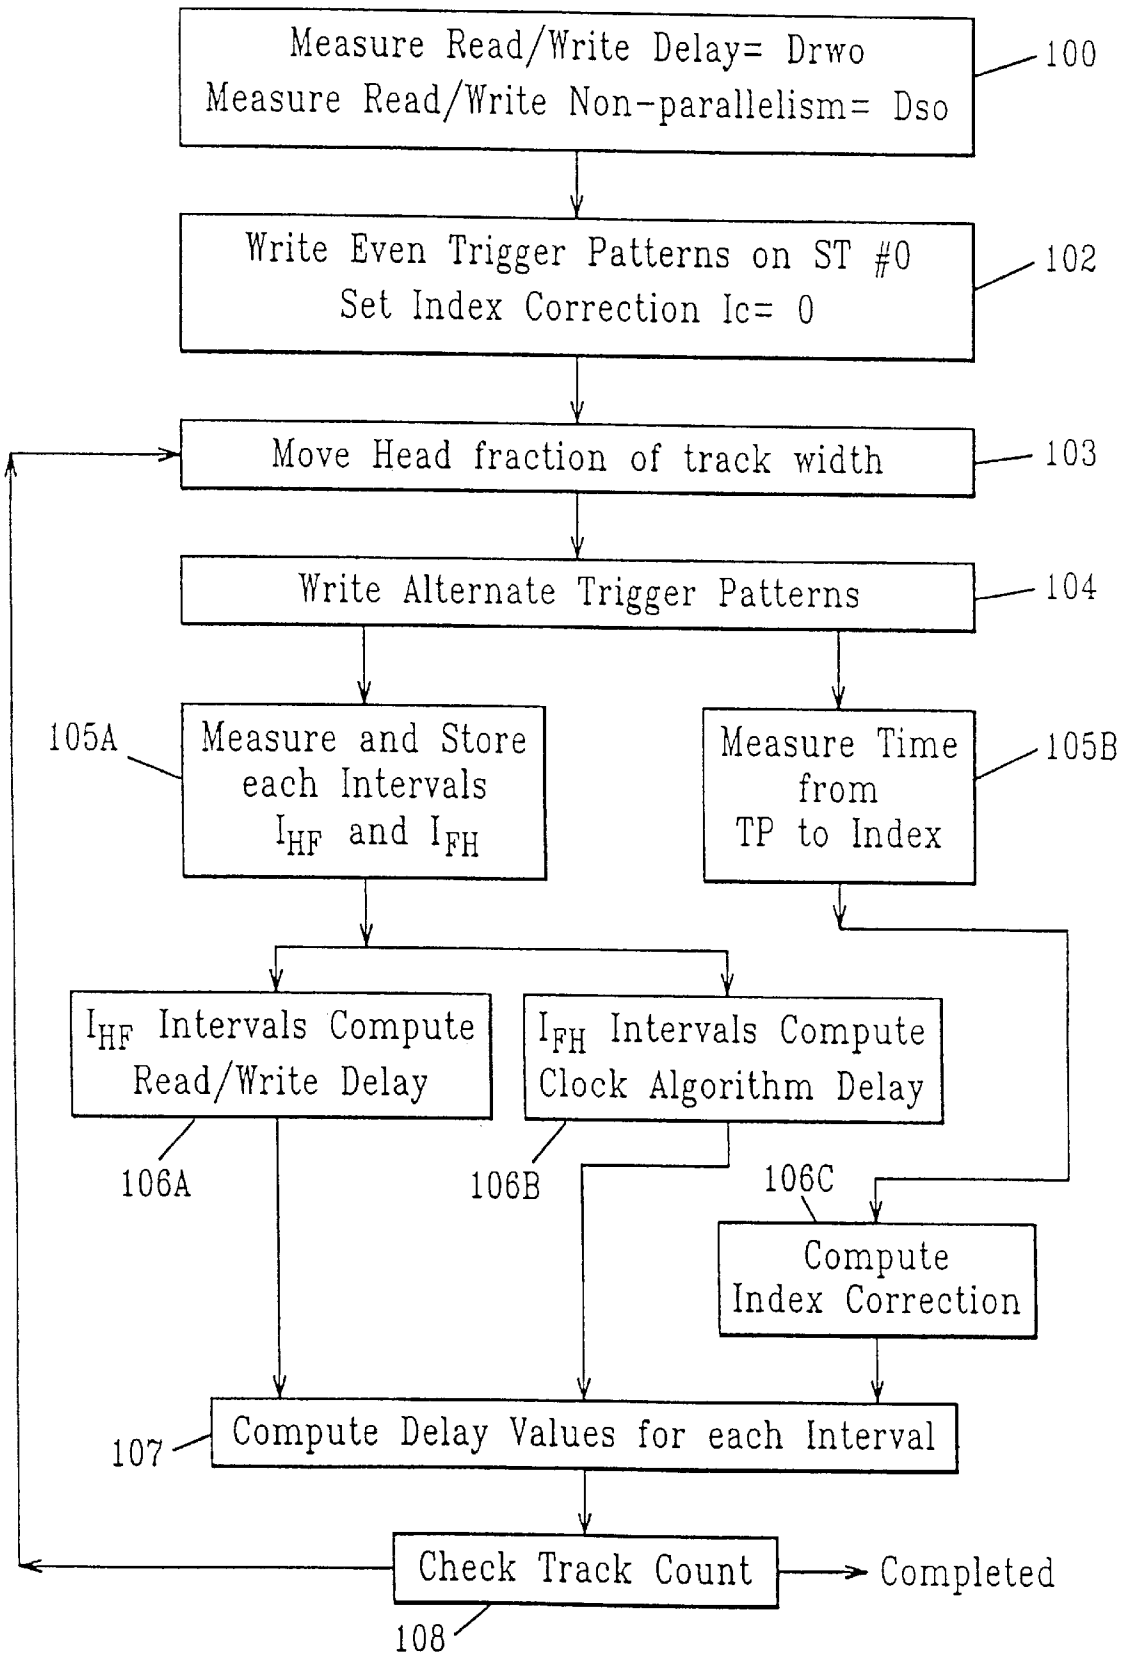 Measure Read/Write Delay= Drwo
Measure Read/Write Non-parallelism= Dso
100
Write Even Trigger Patterns on ST #0
Set Index Correction Ic= 0
102
Move Head fraction of track width
103
Write Alternate Trigger Patterns
104
105A
Measure and Store
each Intervals
I_HF and I_FH
Measure Time
from
TP to Index
105B
I_HF Intervals Compute
Read/Write Delay
106A
I_FH Intervals Compute
Clock Algorithm Delay
106B
106C
Compute
Index Correction
Compute Delay Values for each Interval
107
Check Track Count
Completed
108